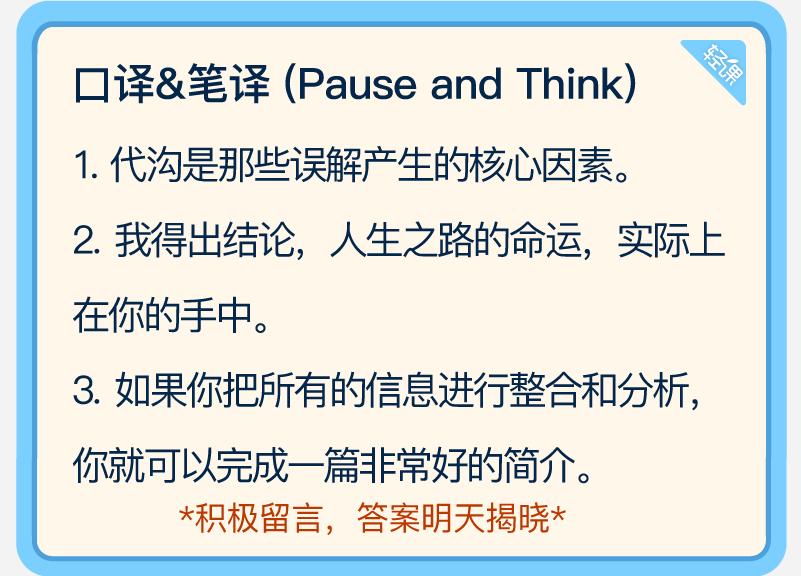 轻课
口译&笔译 (Pause and Think)
1. 代沟是那些误解产生的核心因素。
2. 我得出结论，人生之路的命运，实际上
在你的手中。
3. 如果你把所有的信息进行整合和分析，
你就可以完成一篇非常好的简介。
*积极留言，答案明天揭晓*